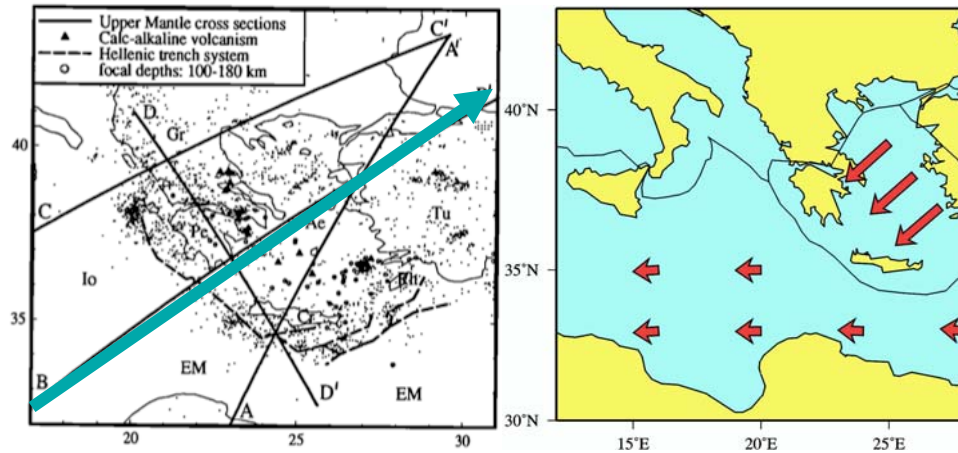 Upper Mantle cross sections
Calc-alkaline volcanism
Hellenic trench system
focal depths: 100-180 km
C'
A'
D
Gr
40
C
Pe
Ae
Tu
Io
Rh
35
Cr
B
EM
EM
A
D'
20
25
30
40°N
35°N
30°N
15°E
20°E
25°E